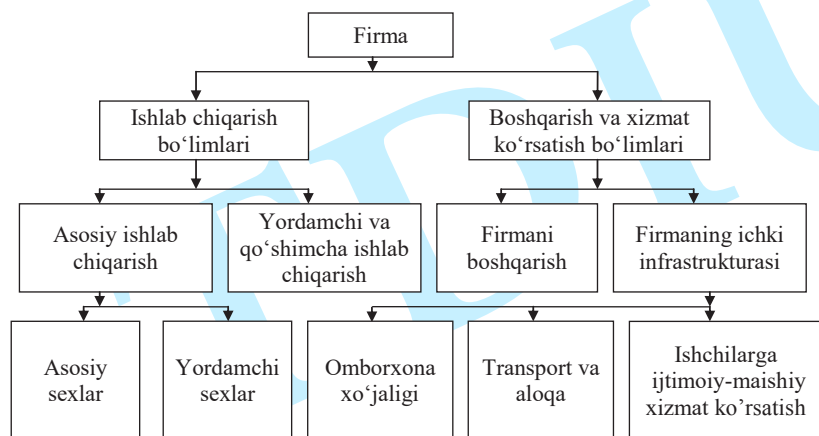 Firma
Ishlab chiqarish
bo‘limlari
Boshqarish va xizmat
ko‘rsatish bo‘limlari
Asosiy ishlab
chiqarish
Yordamchi va
qo‘shimcha ishlab
chiqarish
Firmani
boshqarish
Firmaning ichki
infrastrukturasi
Asosiy
sexlar
Yordamchi
sexlar
Omborxona
xo‘jaligi
Transport va
aloqa
Ishchilarga
ijtimoiy-maishiy
xizmat ko’rsatish
TDIU